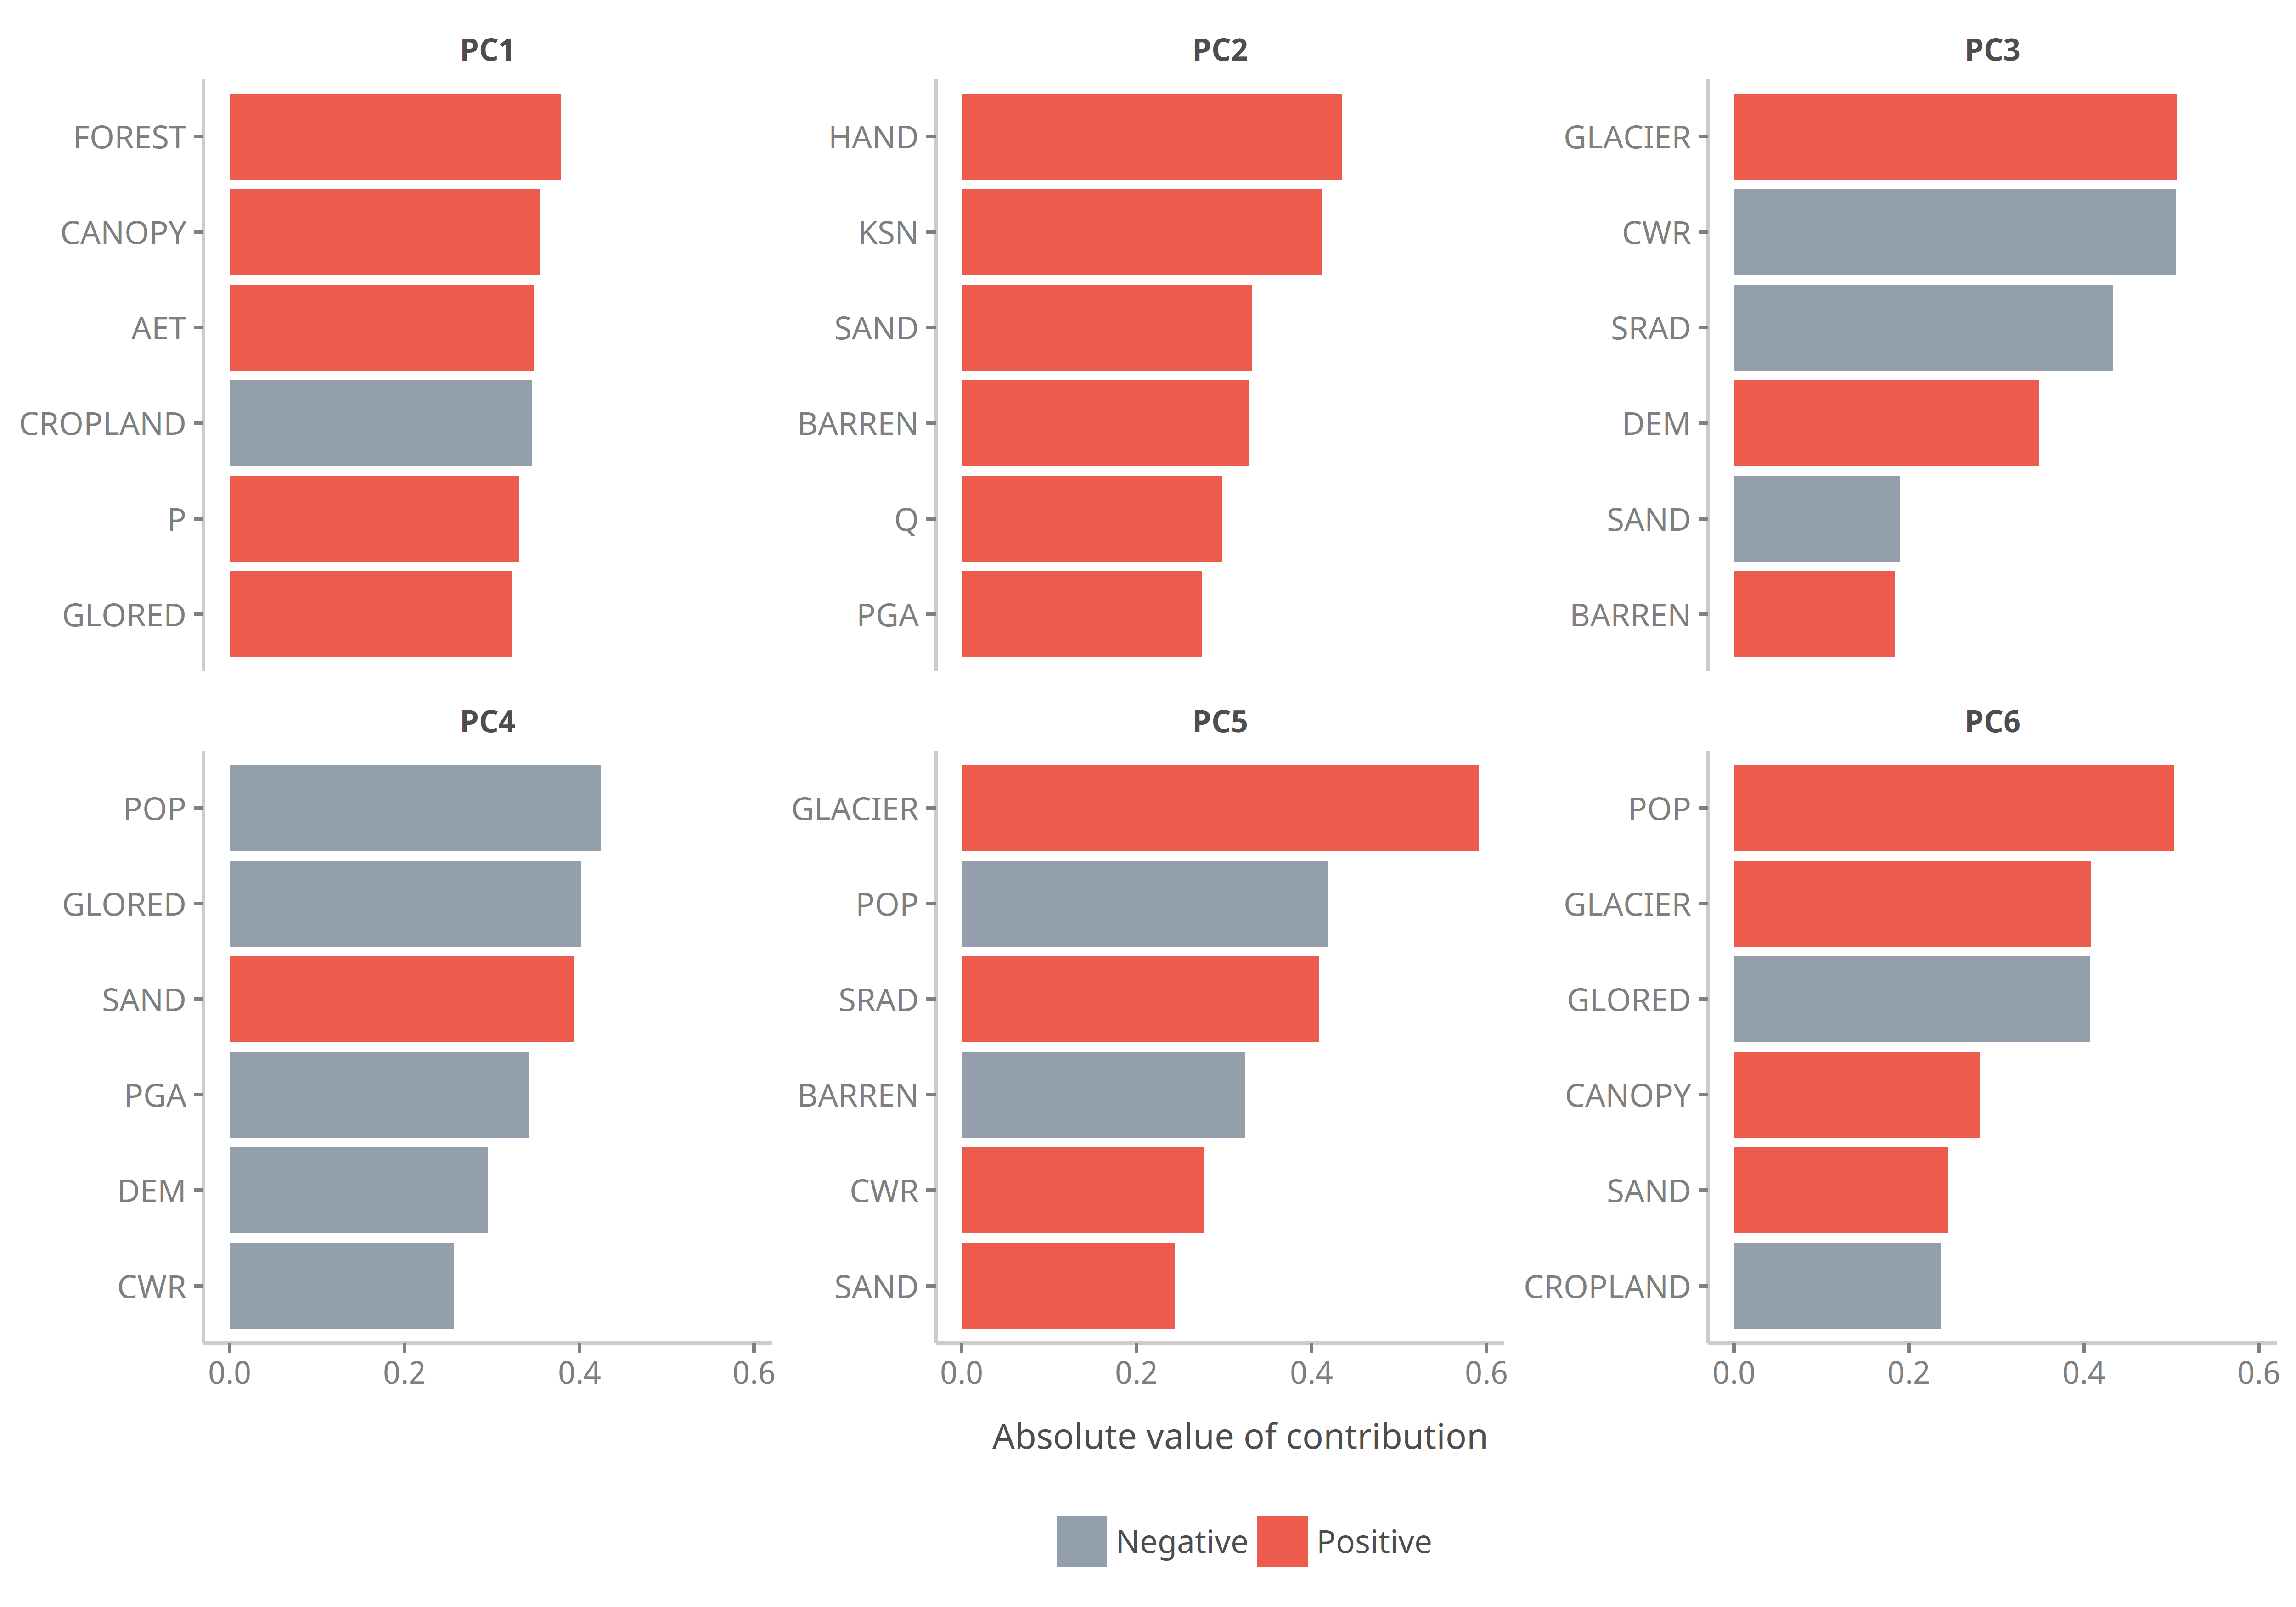 PC1
FOREST
CANOPY
AET
CROPLAND
P
GLORED
PC2
HAND
KSN
SAND
BARREN
Q
PGA
PC3
GLACIER
CWR
SRAD
DEM
SAND
BARREN
PC4
POP
GLORED
SAND
PGA
DEM
CWR
0.0 0.2 0.4 0.6
PC5
GLACIER
POP
SRAD
BARREN
CWR
SAND
0.0 0.2 0.4 0.6
PC6
POP
GLACIER
GLORED
CANOPY
SAND
CROPLAND
0.0 0.2 0.4 0.6
Absolute value of contribution
Negative Positive